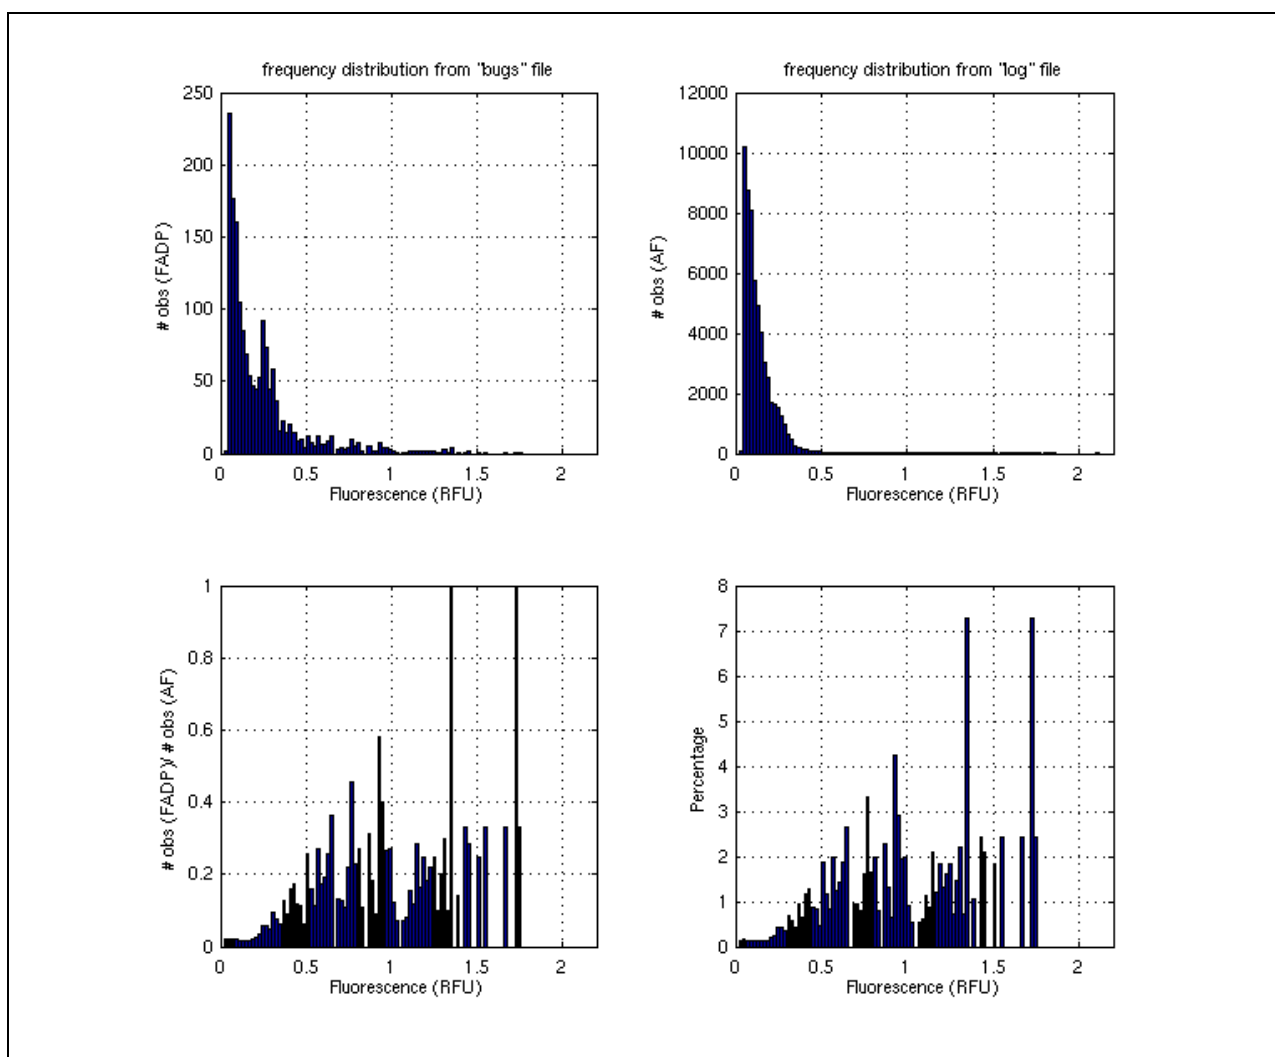 frequency distribution from "bugs" file
250
200
150
100
50
0
# obs (FADP)
0 0.5 1 1.5 2
Fluorescence (RFU)
frequency distribution from "log" file
12000
10000
8000
6000
4000
2000
0
# obs (AF)
0 0.5 1 1.5 2
Fluorescence (RFU)
1
0.8
0.6
0.4
0.2
0
# obs (FADP)/ # obs (AF)
0 0.5 1 1.5 2
Fluorescence (RFU)
8
7
6
5
4
3
2
1
0
Percentage
0 0.5 1 1.5 2
Fluorescence (RFU)